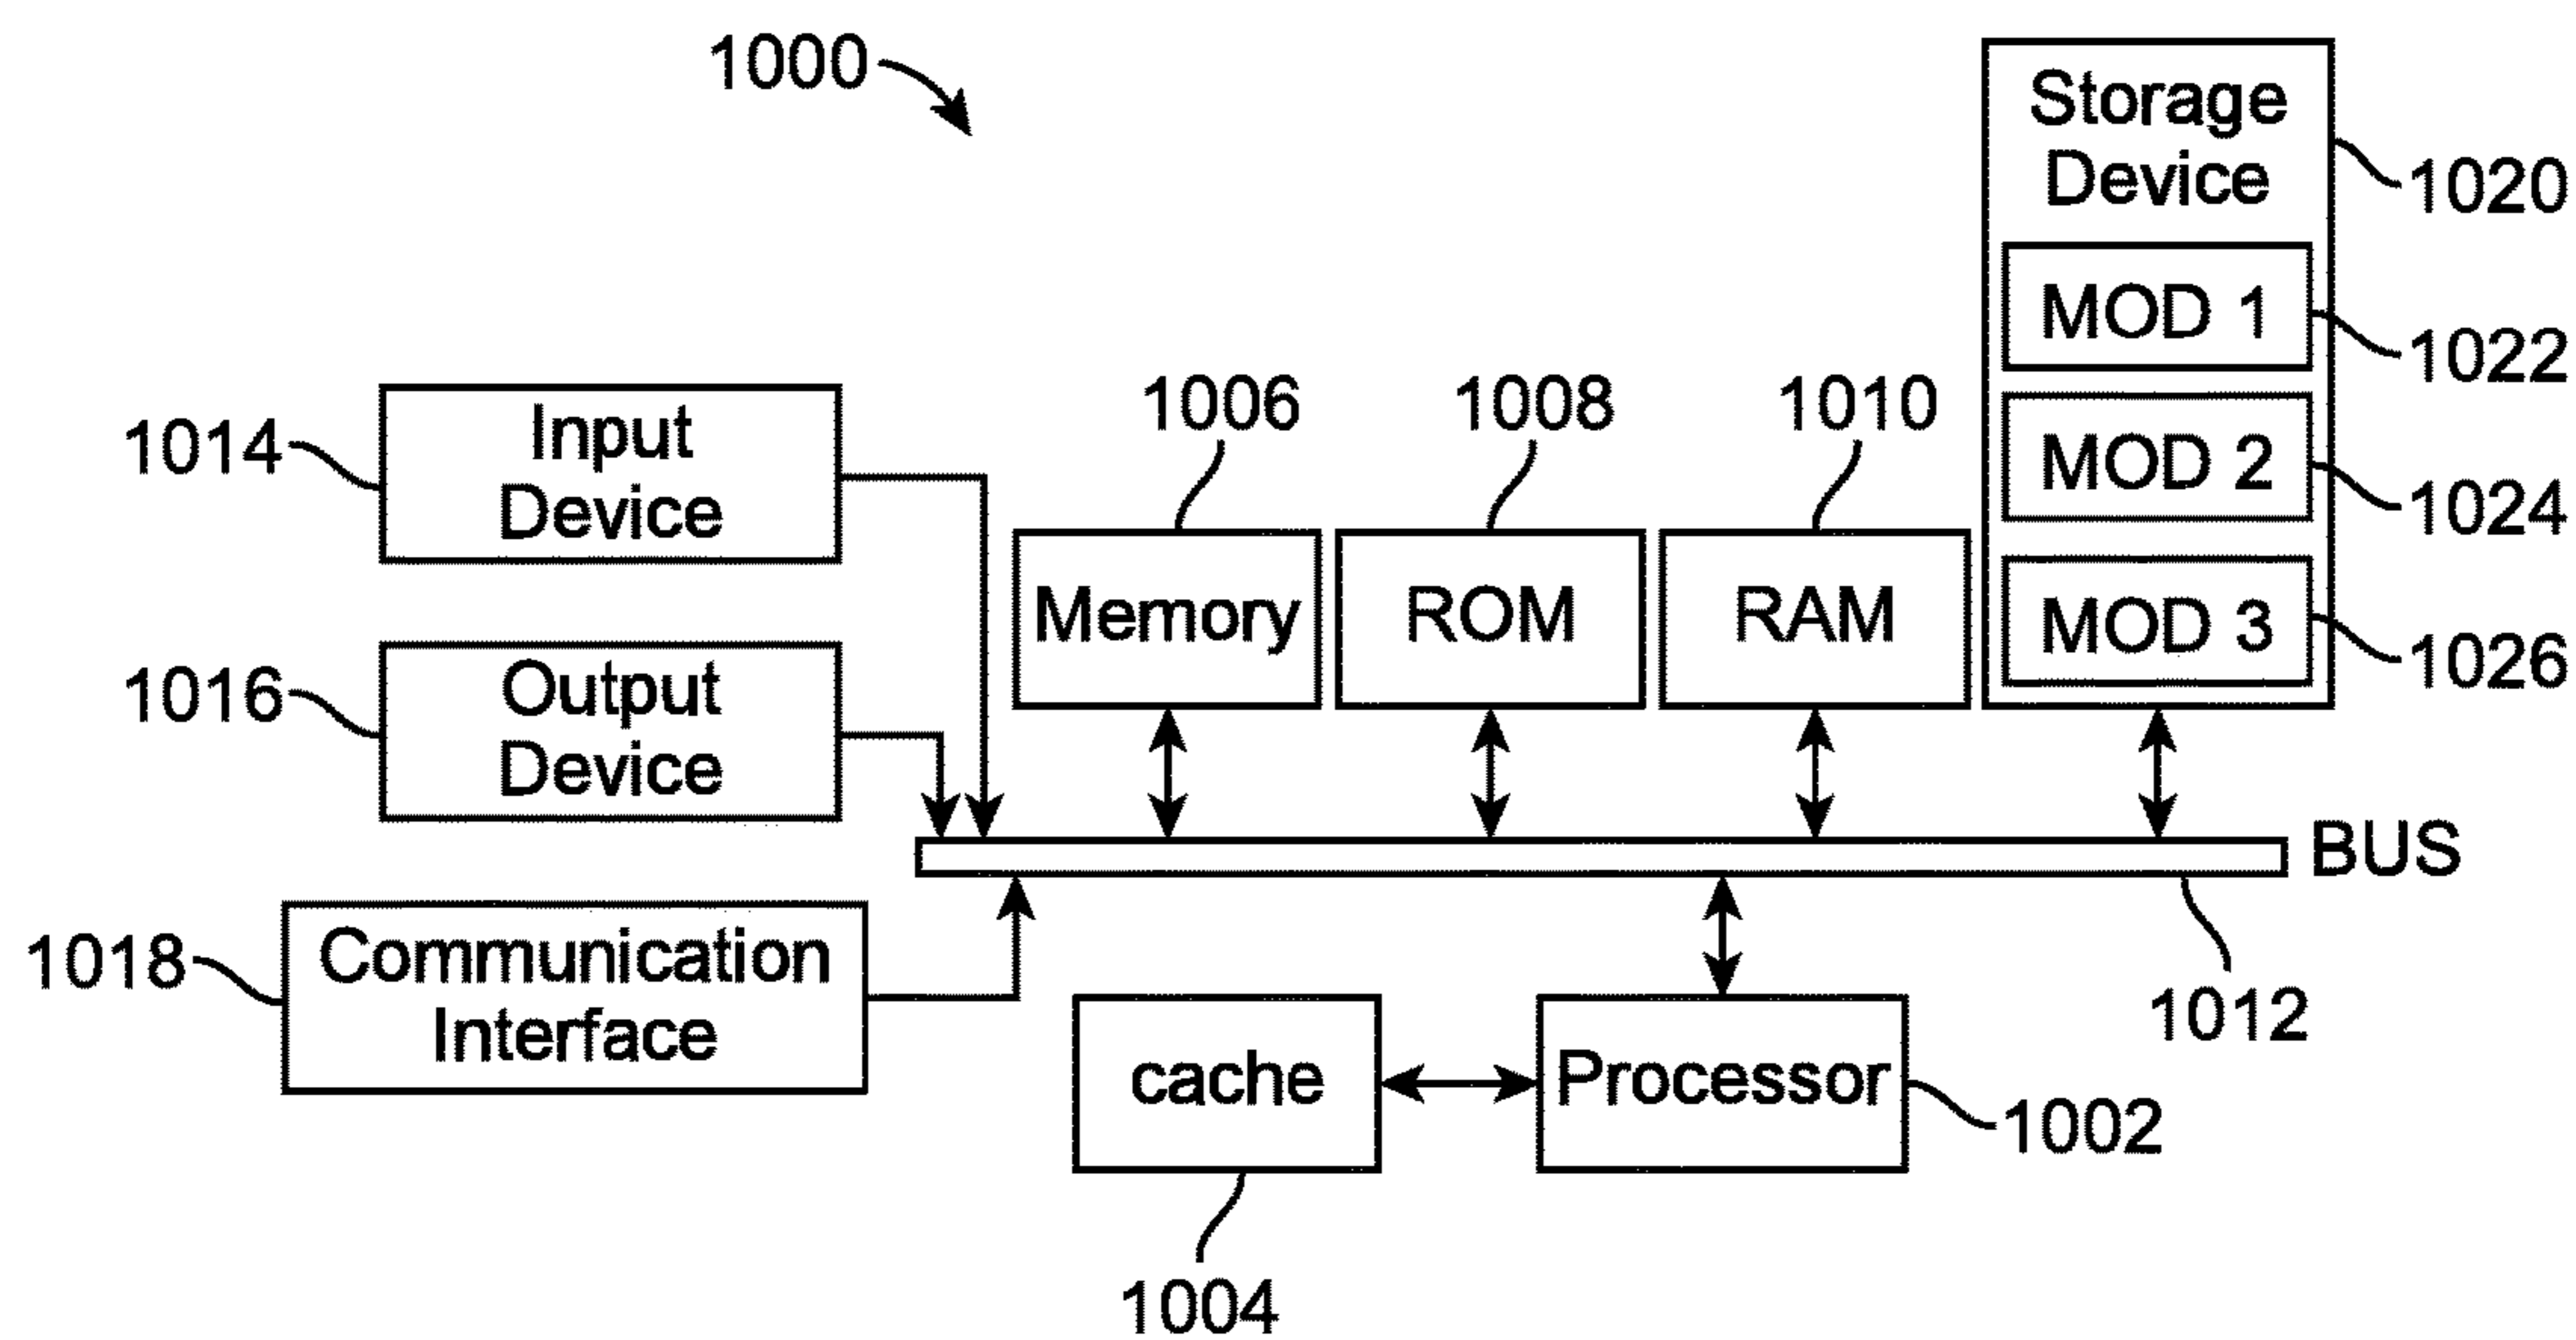 1000
Storage
Device
1020
MOD 1
1022
MOD 2
1024
MOD 3
1026
1006
1008
1010
Memory
ROM
RAM
1014
Input
Device
1016
Output
Device
BUS
1012
1018
Communication
Interface
cache
Processor
1002
1004